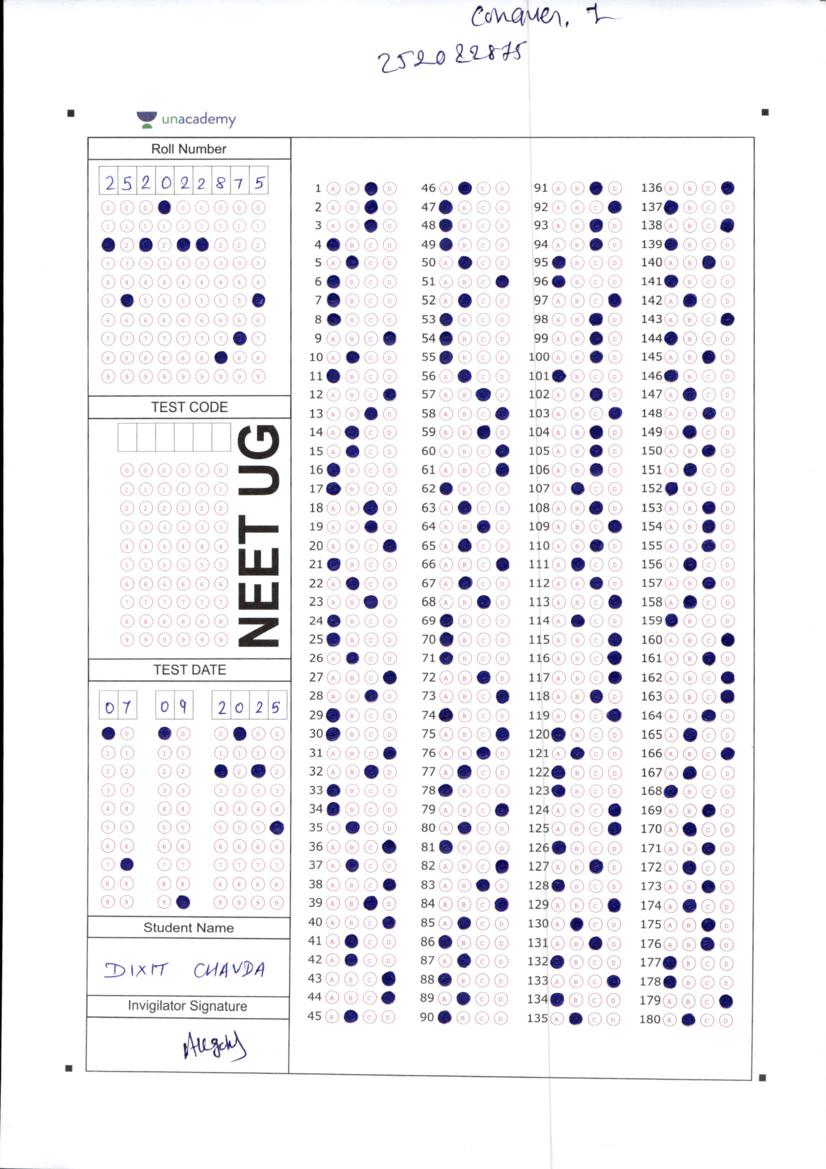 Conquer. 1
252022875
unacademy
Roll Number
2 5 2 0 2 2 8 7 5
TEST CODE
NEET UG
TEST DATE
0 7 0 9 2 0 2 5
Student Name
DIXIT CHAVDA
Invigilator Signature
1 A B D 46 A C D 91 A B D 136 A B C
2 A B D 47 B C D 92 A B C 137 B C D
3 A B D 48 B C D 93 A B D 138 A B C
4 B C D 49 B C D 94 A B D 139 B C D
5 A C D 50 A C D 95 B C D 140 A B D
6 B C D 51 A B C 96 B C D 141 B C D
7 B C D 52 A C D 97 A B C 142 A C D
8 B C D 53 B C D 98 A B D 143 A B C
9 A B C 54 B C D 99 A B D 144 B C D
10 A C D 55 B C D 100 A B D 145 A B D
11 B C D 56 A C D 101 B C D 146 B C D
12 A B C 57 A B D 102 A B D 147 A C D
13 A B D 58 A B C 103 A B C 148 A B D
14 A C D 59 A B D 104 A B D 149 A C D
15 A C D 60 A B C 105 A B D 150 A B D
16 B C D 61 A B C 106 A B D 151 A C D
17 B C D 62 B C D 107 A C D 152 B C D
18 A B D 63 A C D 108 A B D 153 A B D
19 A B D 64 A B D 109 A B C 154 A B D
20 A B C 65 A C D 110 A B D 155 A B D
21 B C D 66 A B C 111 A C D 156 A C D
22 A C D 67 A C D 112 A B D 157 A B D
23 A B D 68 A B D 113 A B C 158 A C D
24 B C D 69 B C D 114 A C D 159 B C D
25 B C D 70 B C D 115 A B C 160 A B C
26 A C D 71 B C D 116 A B C 161 A B D
27 A B C 72 A B D 117 A B C 162 A B C
28 A B D 73 A B C 118 A B D 163 A B C
29 B C D 74 B C D 119 A B C 164 A B D
30 B C D 75 A B C 120 B C D 165 A C D
31 A B C 76 A B D 121 A C D 166 A B C
32 A B D 77 A C D 122 B C D 167 A C D
33 B C D 78 B C D 123 B C D 168 B C D
34 B C D 79 A B C 124 A B C 169 A B D
35 A C D 80 A C D 125 A B C 170 A C D
36 A B C 81 B C D 126 B C D 171 A B D
37 A C D 82 A B C 127 A B D 172 A C D
38 A B C 83 A B D 128 B C D 173 A B D
39 A B D 84 A B C 129 A B C 174 A C D
40 A B C 85 A C D 130 A C D 175 A B D
41 A C D 86 B C D 131 A B D 176 A B D
42 A C D 87 A C D 132 B C D 177 B C D
43 A B C 88 B C D 133 A B C 178 B C D
44 A B C 89 A C D 134 B C D 179 A B C
45 A C D 90 B C D 135 A C D 180 A C D